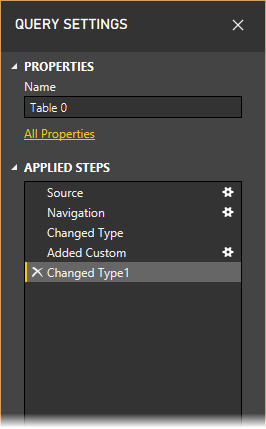 QUERY SETTINGS
PROPERTIES
Name
Table 0
All Properties
APPLIED STEPS
Source
Navigation
Changed Type
Added Custom
Changed Type1